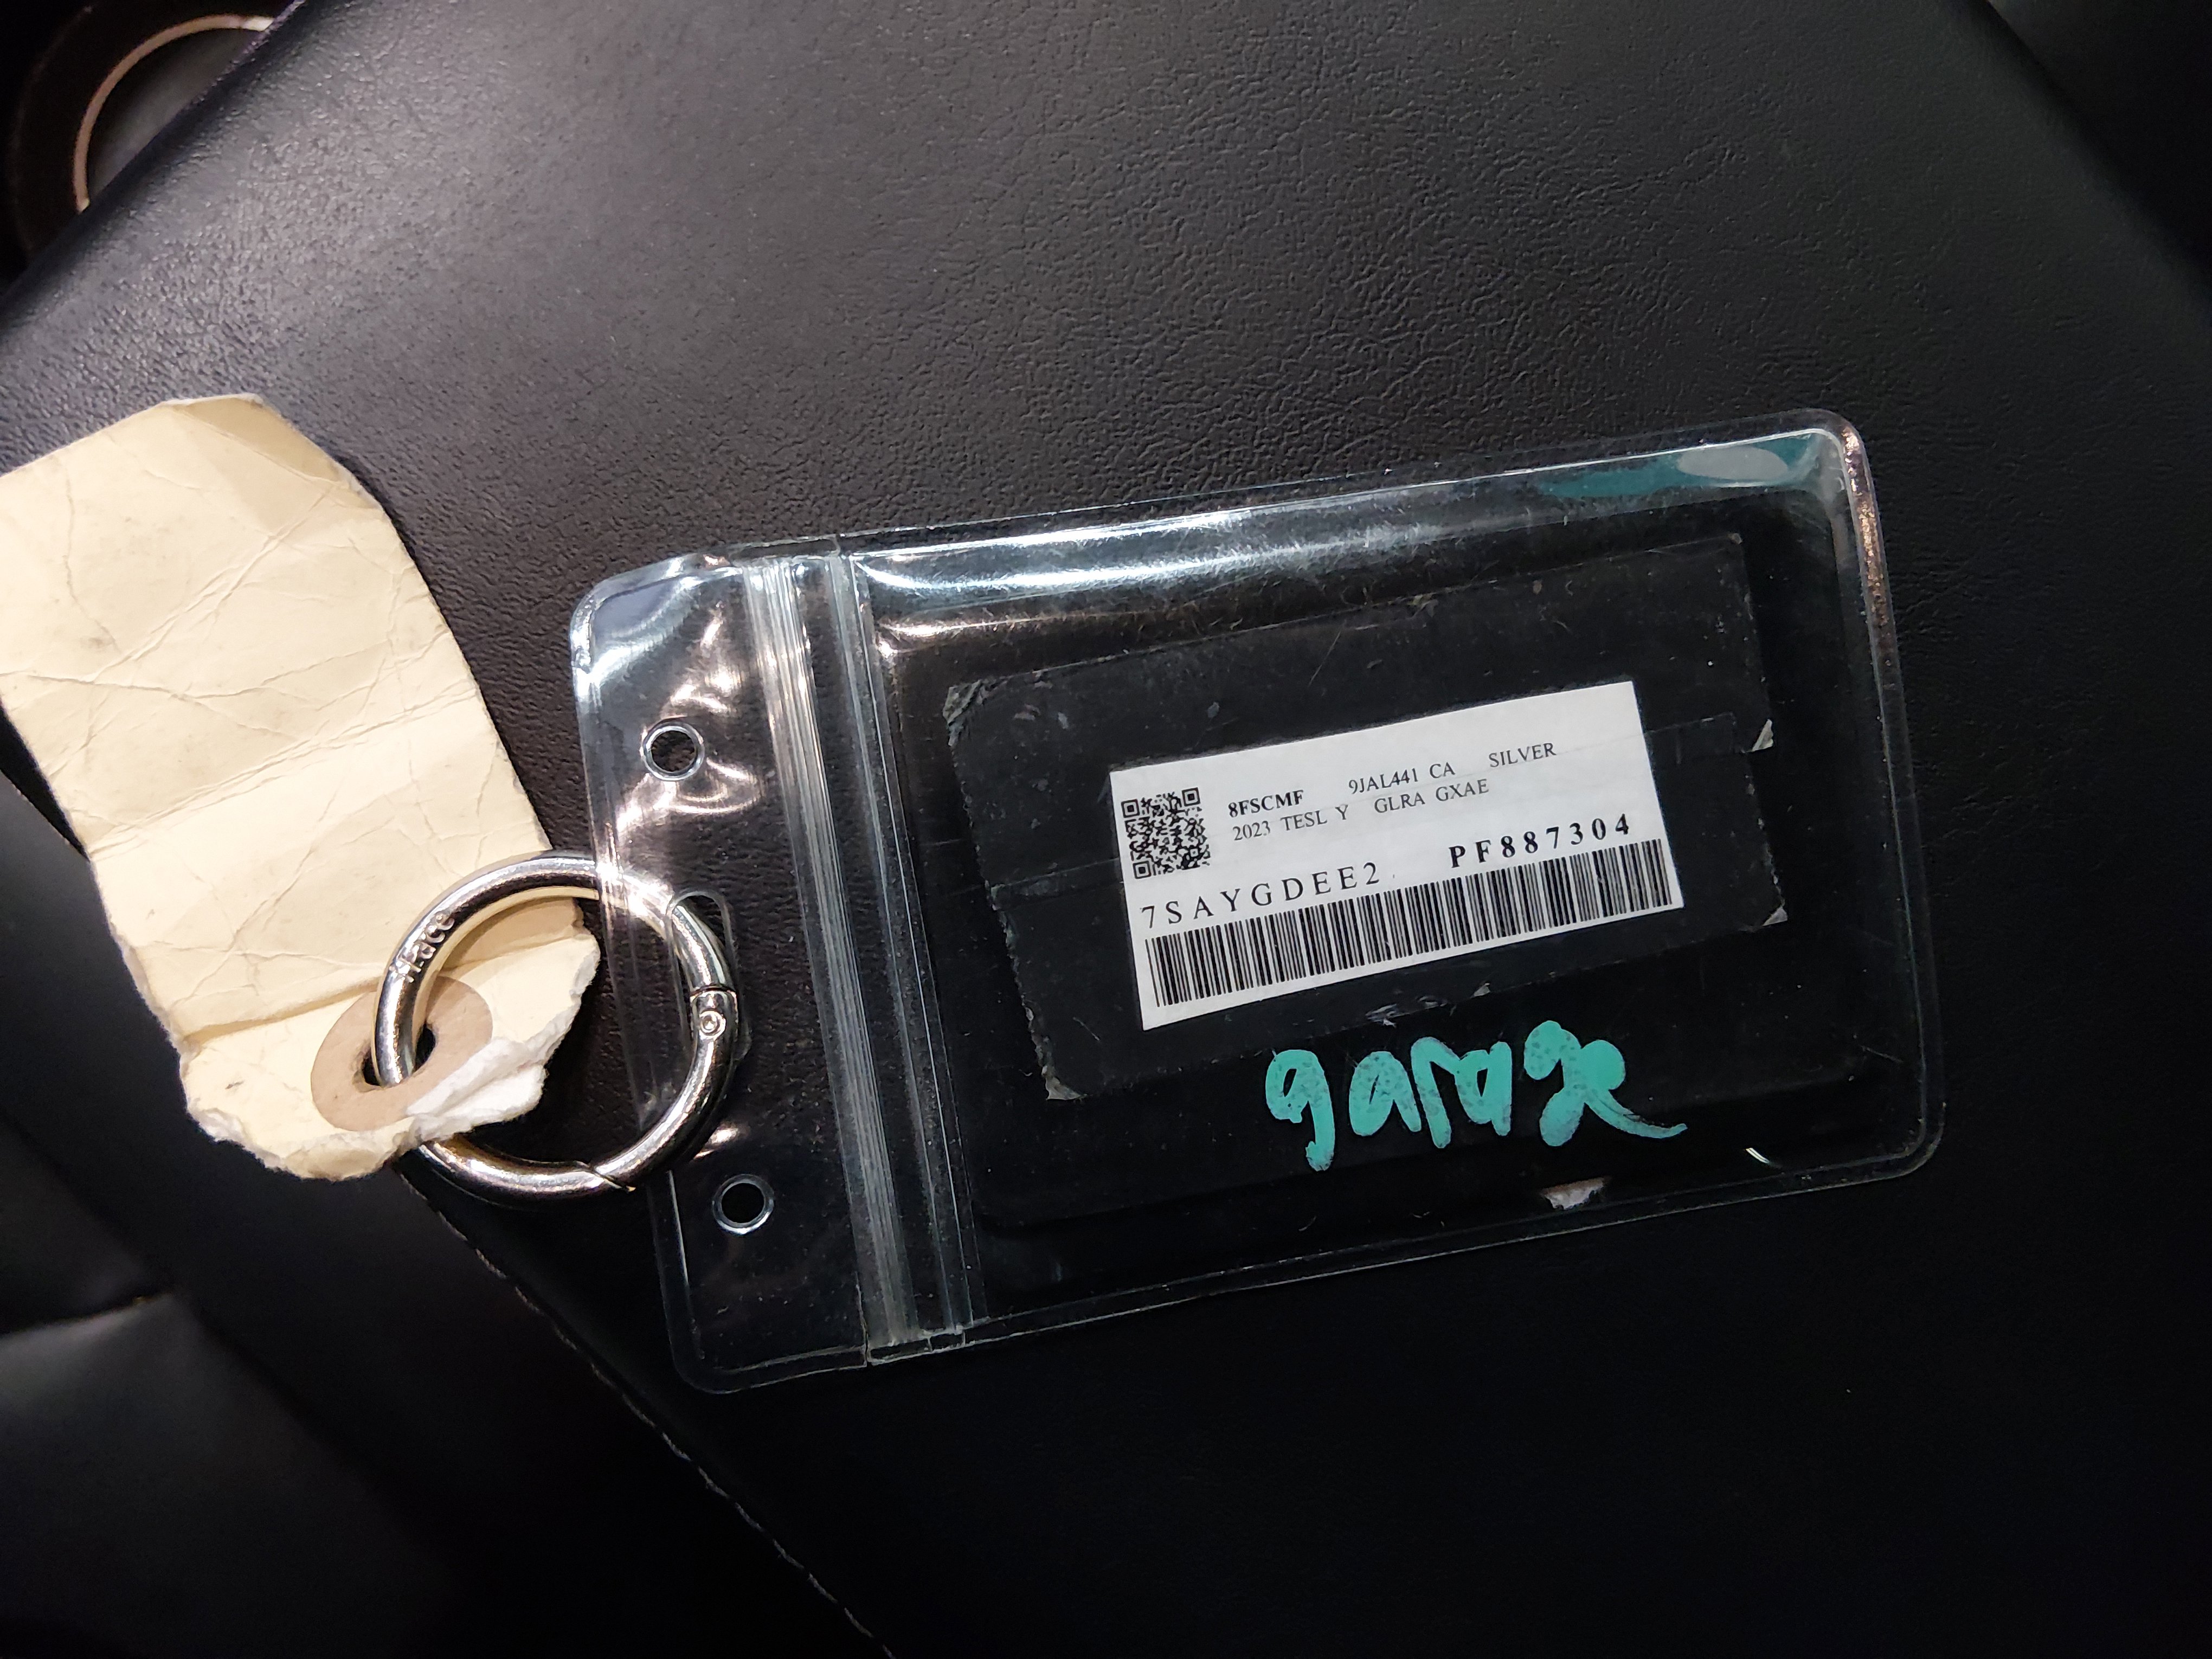 8FSCMF 9JAL441 CA SILVER
2023 TESL Y GLRA GXAE
7SAYGDEE2 PF887304
garage